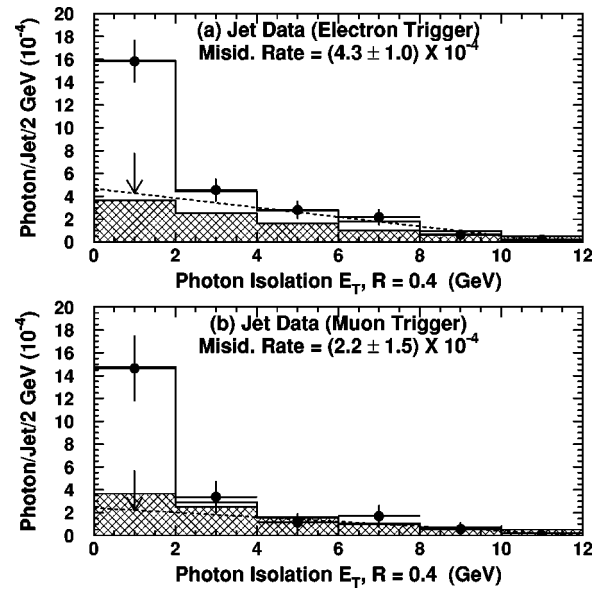 (a) Jet Data (Electron Trigger)
Misid. Rate = (4.3 ± 1.0) X 10⁻⁴
Photon/Jet/2 GeV (10⁻⁴)
20
18
16
14
12
10
8
6
4
2
0
0 2 4 6 8 10 12
Photon Isolation E_T, R = 0.4 (GeV)
(b) Jet Data (Muon Trigger)
Misid. Rate = (2.2 ± 1.5) X 10⁻⁴
Photon/Jet/2 GeV (10⁻⁴)
20
18
16
14
12
10
8
6
4
2
0
0 2 4 6 8 10 12
Photon Isolation E_T, R = 0.4 (GeV)